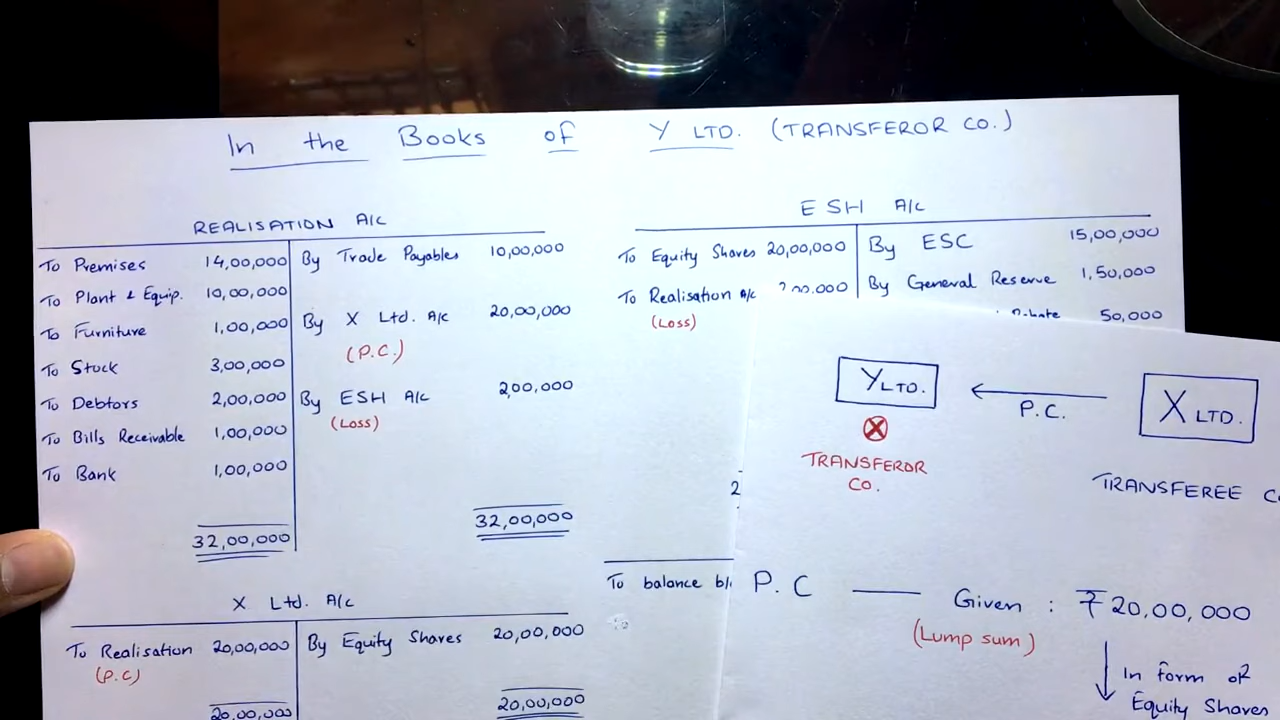 In the Books of Y LTD. (TRANSFEROR CO.)
REALISATION A/C
To Premises 14,00,000 By Trade Payables 10,00,000
To Plant & Equip. 10,00,000
To Furniture 1,00,000 By X Ltd. A/c 20,00,000
(P.C.)
To Stock 3,00,000
To Debtors 2,00,000 By ESH A/c 2,00,000
(Loss)
To Bills Receivable 1,00,000
To Bank 1,00,000
32,00,000 32,00,000
X Ltd. A/c
To Realisation 20,00,000 By Equity Shares 20,00,000
(P.C)
20,00,000 20,00,000
ESH A/c
To Equity Shares 20,00,000 By ESC 15,00,000
To Realisation A/c By General Reserve 1,50,000
(Loss)
50,000
2
To balance b/
Y LTD. P.C. X LTD.
TRANSFEROR CO.
TRANSFEREE C
P.C — Given : ₹ 20,00,000
(Lump sum)
In form of
Equity Shares